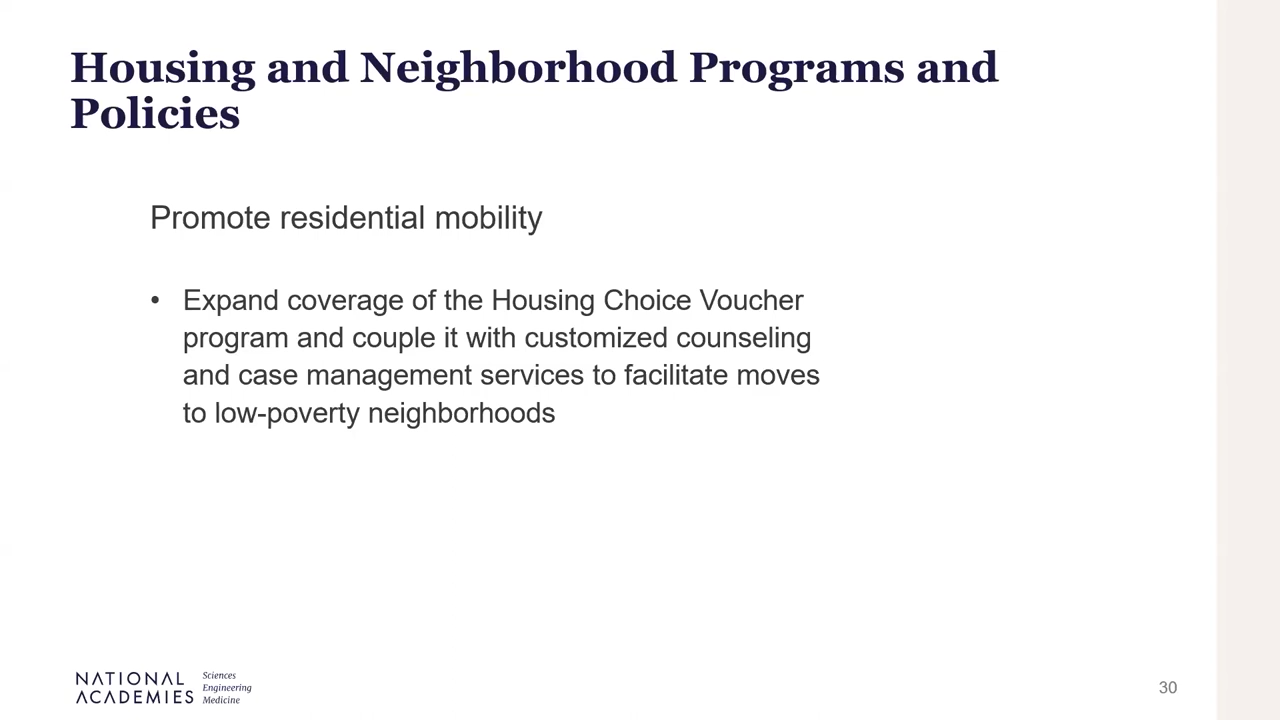 Housing and Neighborhood Programs and
Policies
Promote residential mobility
• Expand coverage of the Housing Choice Voucher
program and couple it with customized counseling
and case management services to facilitate moves
to low-poverty neighborhoods
NATIONAL
ACADEMIES
Sciences
Engineering
Medicine
30